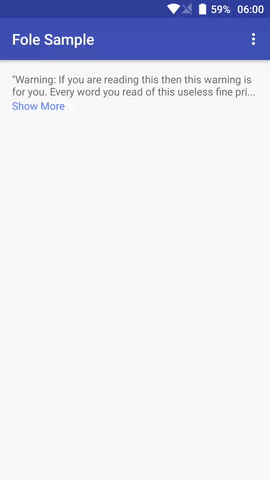 59% 06:00
Fole Sample
"Warning: If you are reading this then this warning is
for you. Every word you read of this useless fine pri...
Show More